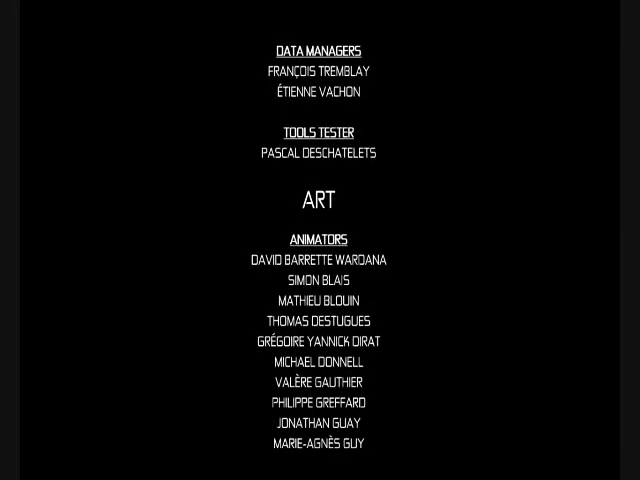 DATA MANAGERS
FRANÇOIS TREMBLAY
ÉTIENNE VACHON
TOOLS TESTER
PASCAL DESCHATELETS
ART
ANIMATORS
DAVID BARRETTE WARDANA
SIMON BLAIS
MATHIEU BLOUIN
THOMAS DESTUGUES
GRÉGOIRE YANNICK DIRAT
MICHAEL DONNELL
VALÈRE GAUTHIER
PHILIPPE GREFFARD
JONATHAN GUAY
MARIE-AGNÈS GUY